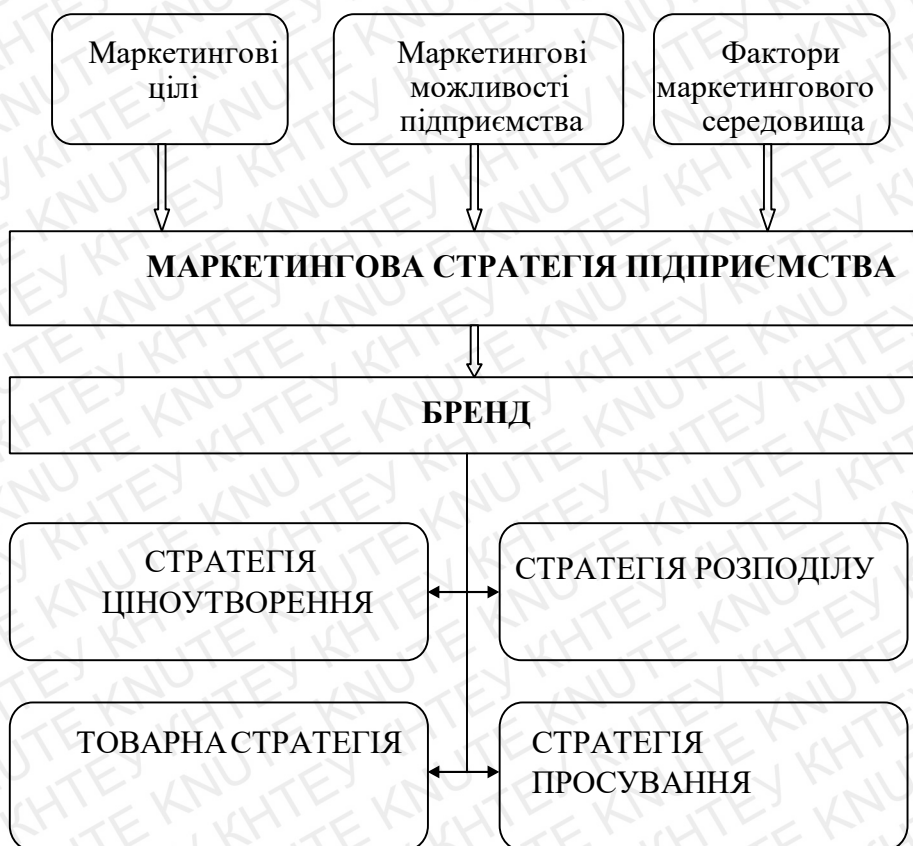 Маркетингові
цілі
Маркетингові
можливості
підприємства
Фактори
маркетингового
середовища
МАРКЕТИНГОВА СТРАТЕГІЯ ПІДПРИЄМСТВА
БРЕНД
СТРАТЕГІЯ
ЦІНОУТВОРЕННЯ
СТРАТЕГІЯ РОЗПОДІЛУ
ТОВАРНА СТРАТЕГІЯ
СТРАТЕГІЯ
ПРОСУВАННЯ